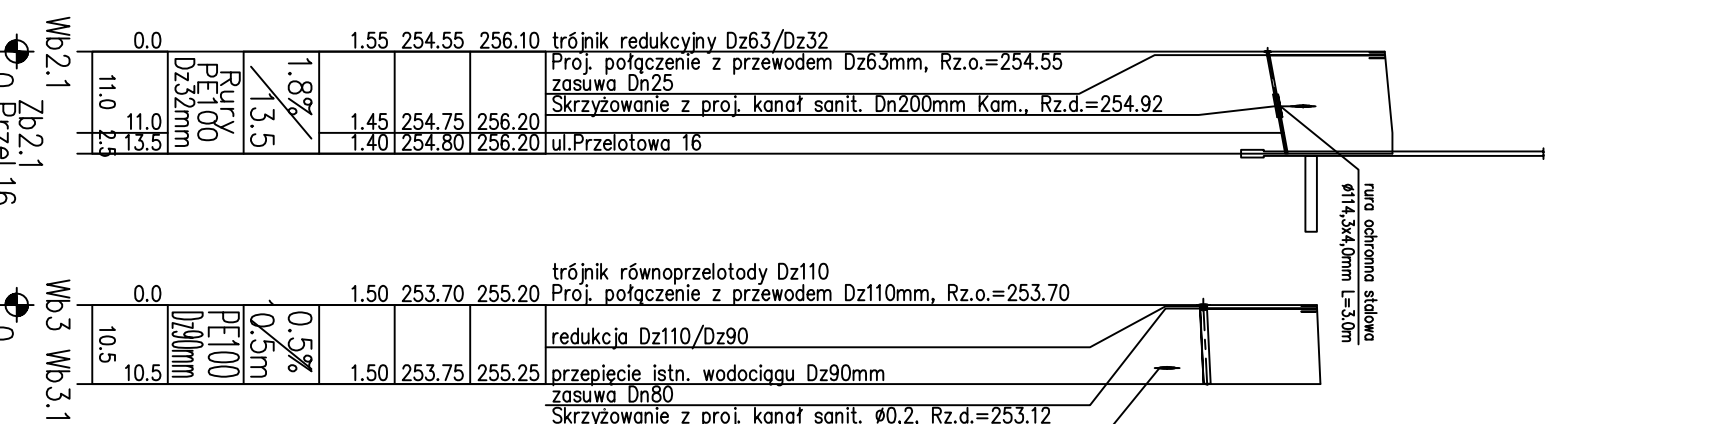 Wb2.1
Zb2.1
Przel 16
0.0
11.0
2.5
11.0
13.5
Rury
PE100
Dz32mm
1.8%
13.5
1.55 254.55 256.10 trójnik redukcyjny Dz63/Dz32
Proj. połączenie z przewodem Dz63mm, Rz.o.=254.55
zasuwa Dn25
Skrzyżowanie z proj. kanał sanit. Dn200mm Kam., Rz.d.=254.92
1.45 254.75 256.20
1.40 254.80 256.20 ul.Przelotowa 16
rura ochronna stalowa
ø114,3x4,0mm L=3.0m
Wb3 Wb3.1
0.0
10.5
10.5
PE100
Dz90mm
0.5%
0.5m
trójnik równoprzelotody Dz110
1.50 253.70 255.20 Proj. połączenie z przewodem Dz110mm, Rz.o.=253.70
redukcja Dz110/Dz90
1.50 253.75 255.25 przepięcie istn. wodociągu Dz90mm
zasuwa Dn80
Skrzyżowanie z proj. kanał sanit. ø0,2, Rz.d.=253.12